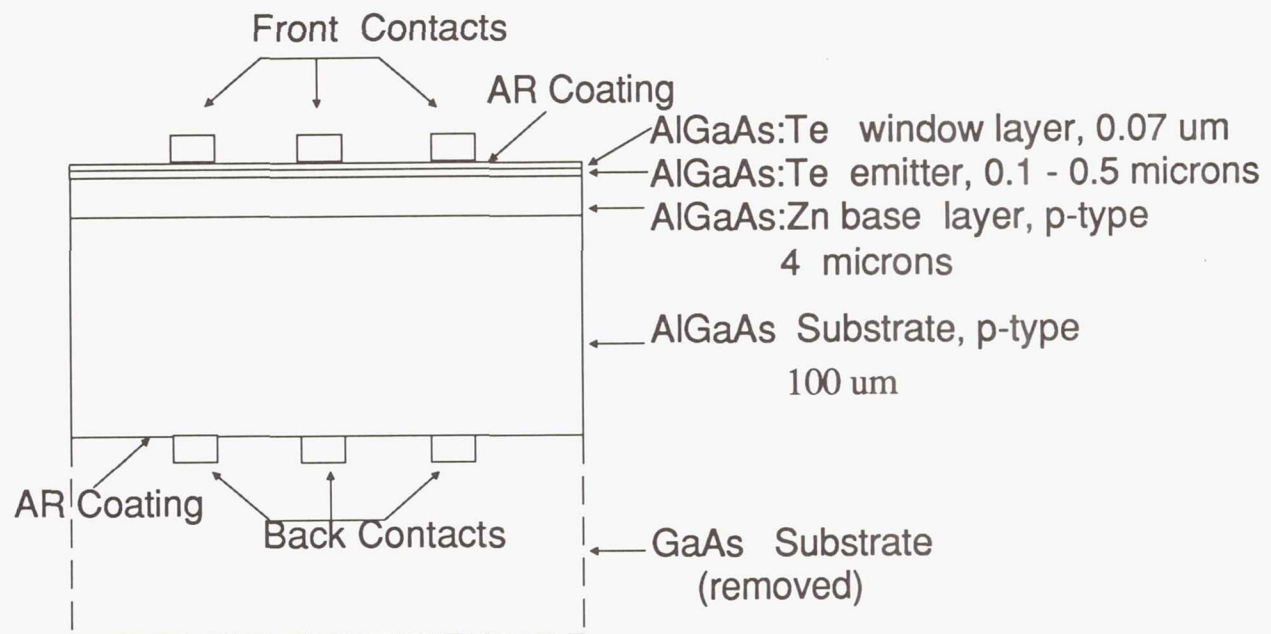 Front Contacts
AR Coating
AlGaAs:Te window layer, 0.07 um
AlGaAs:Te emitter, 0.1 - 0.5 microns
AlGaAs:Zn base layer, p-type
4 microns
AlGaAs Substrate, p-type
100 um
AR Coating
Back Contacts
GaAs Substrate
(removed)